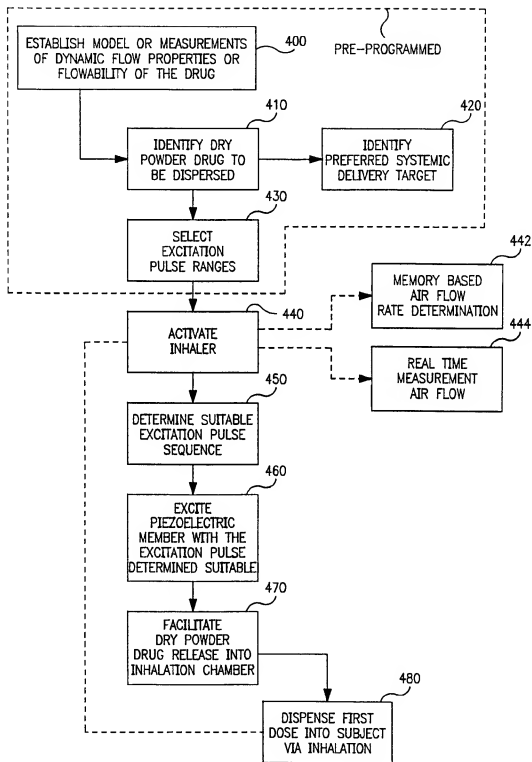 400
ESTABLISH MODEL OR MEASUREMENTS
OF DYNAMIC FLOW PROPERTIES OR
FLOWABILITY OF THE DRUG
PRE-PROGRAMMED
410
IDENTIFY DRY
POWDER DRUG TO
BE DISPERSED
420
IDENTIFY
PREFERRED SYSTEMIC
DELIVERY TARGET
430
SELECT
EXCITATION
PULSE RANGES
442
MEMORY BASED
AIR FLOW
RATE DETERMINATION
440
ACTIVATE
INHALER
444
REAL TIME
MEASUREMENT
AIR FLOW
450
DETERMINE SUITABLE
EXCITATION PULSE
SEQUENCE
460
EXCITE
PIEZOELECTRIC
MEMBER WITH THE
EXCITATION PULSE
DETERMINED SUITABLE
470
FACILITATE
DRY POWDER
DRUG RELEASE INTO
INHALATION CHAMBER
480
DISPENSE FIRST
DOSE INTO SUBJECT
VIA INHALATION